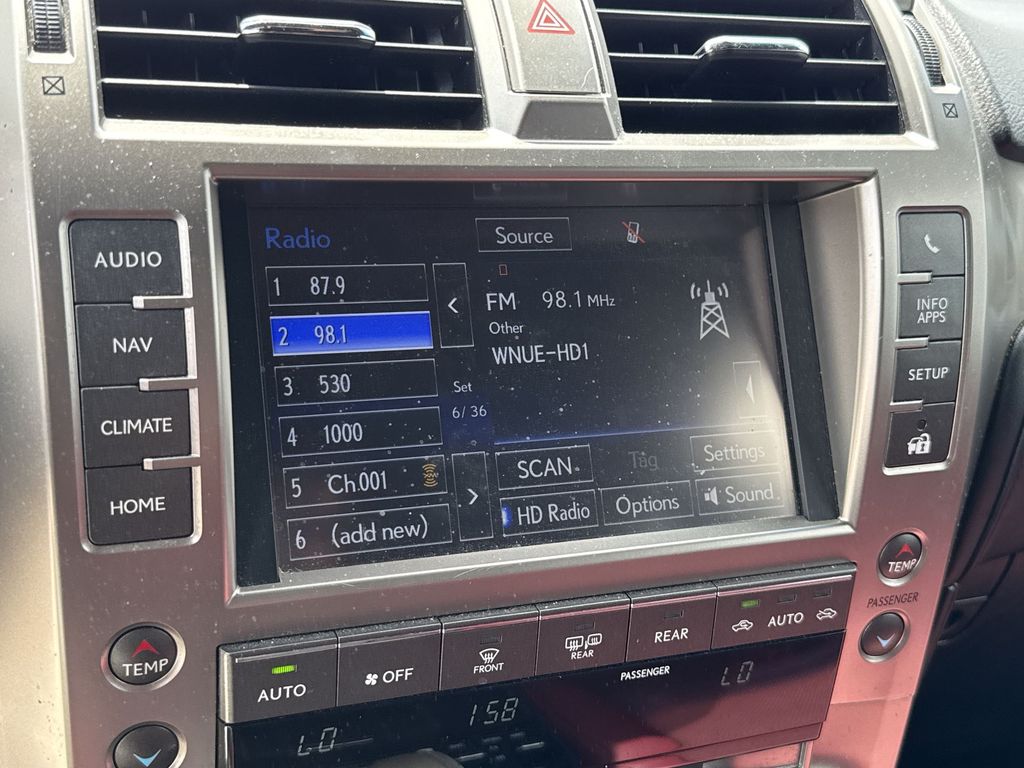 AUDIO
NAV
CLIMATE
HOME
Radio
Source
1 87.9
2 98.1
3 530
4 1000
5 Ch.001
6 (add new)
<
FM 98.1 MHz
Other
WNUE-HD1
Set
6/36
>
SCAN
Tag
Settings
HD Radio
Options
Sound
INFO
APPS
SETUP
TEMP
PASSENGER
TEMP
AUTO
OFF
FRONT
REAR
REAR
AUTO
PASSENGER
LO
158
LO